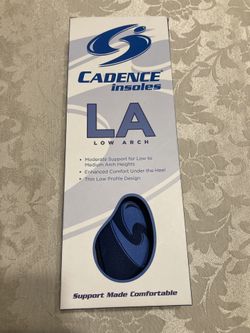 CADENCE
insoles
LA
LOW ARCH
• Moderate Support for Low to
Medium Arch Heights
• Enhanced Comfort Under the Heel
• Thin Low Profile Design
Support Made Comfortable